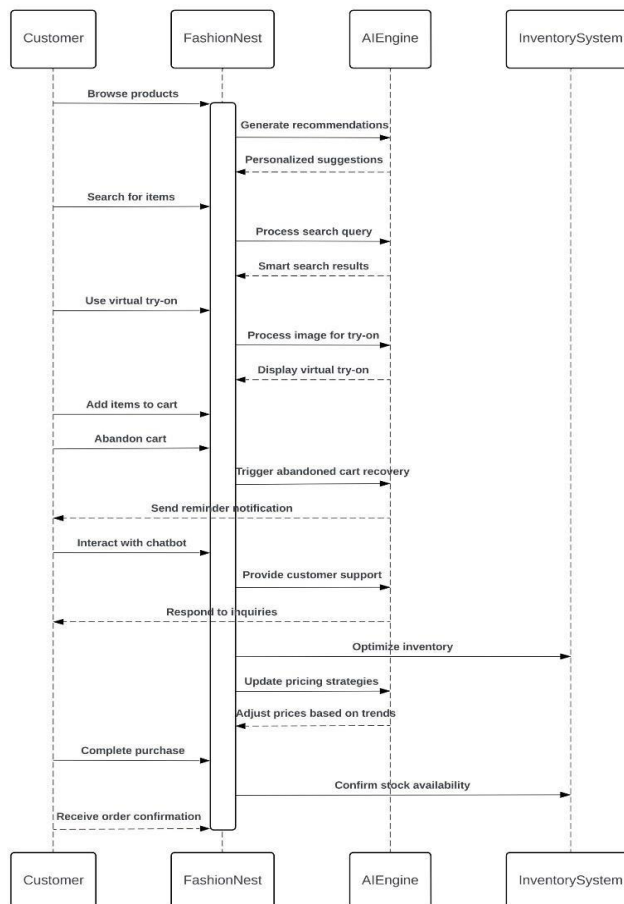 Customer FashionNest AIEngine InventorySystem
Browse products
Generate recommendations
Personalized suggestions
Search for items
Process search query
Smart search results
Use virtual try-on
Process image for try-on
Display virtual try-on
Add items to cart
Abandon cart
Trigger abandoned cart recovery
Send reminder notification
Interact with chatbot
Provide customer support
Respond to inquiries
Optimize inventory
Update pricing strategies
Adjust prices based on trends
Complete purchase
Confirm stock availability
Receive order confirmation
Customer FashionNest AIEngine InventorySystem